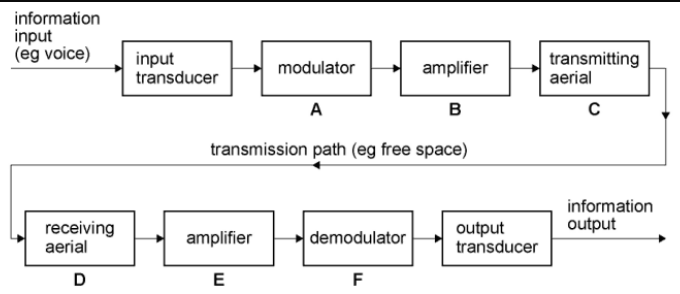 information
input
(eg voice)
input
transducer
modulator
amplifier
transmitting
aerial
A
B
C
transmission path (eg free space)
receiving
aerial
amplifier
demodulator
output
transducer
information
output
D
E
F